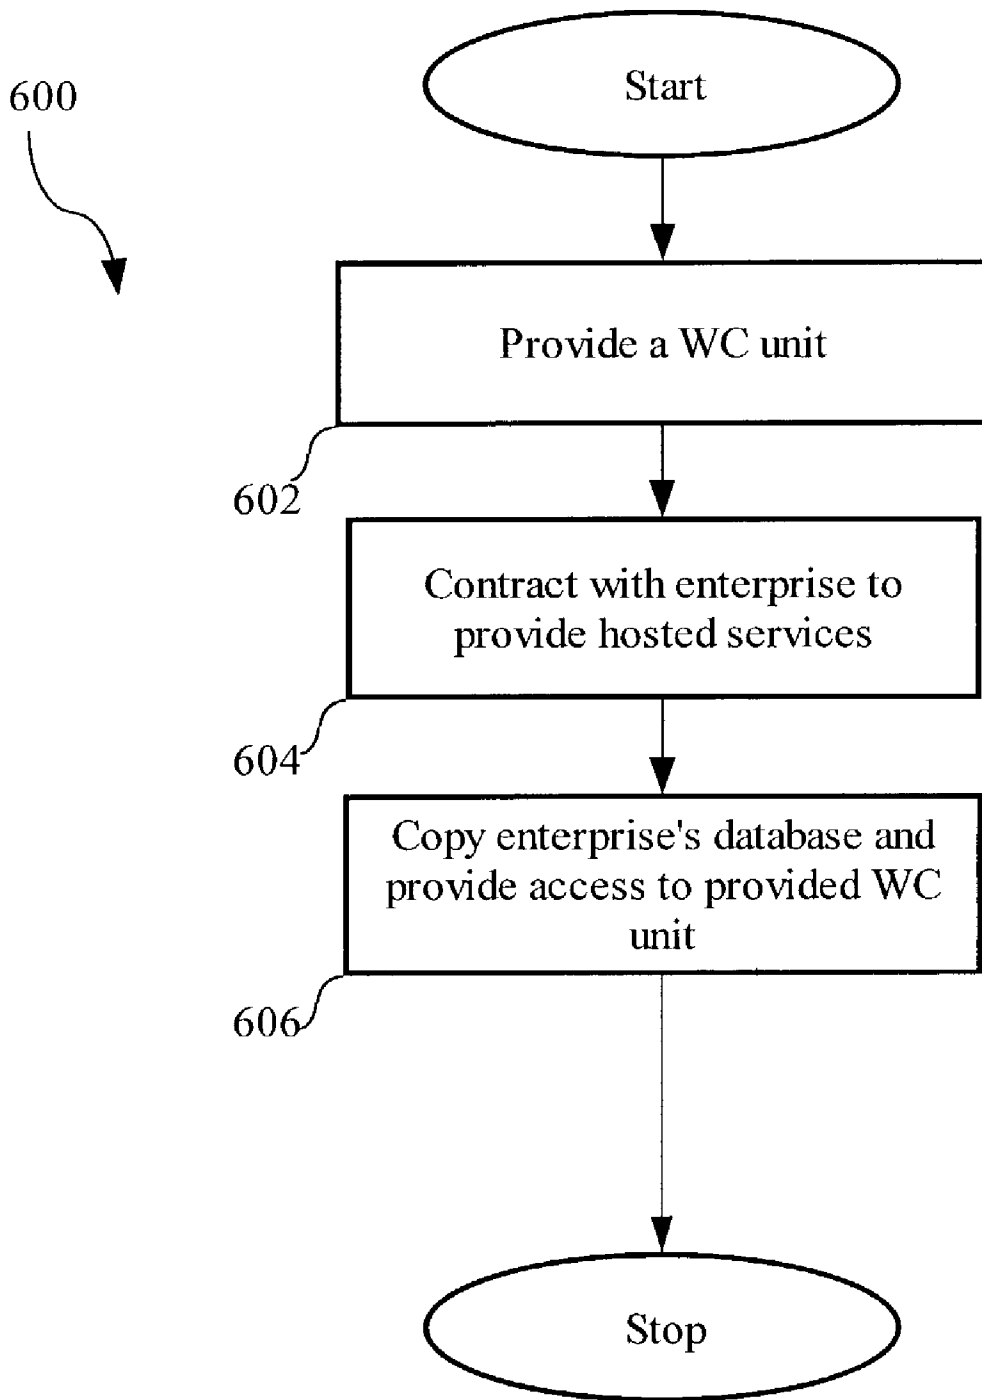 Start
600
Provide a WC unit
602
Contract with enterprise to
provide hosted services
604
Copy enterprise's database and
provide access to provided WC
unit
606
Stop